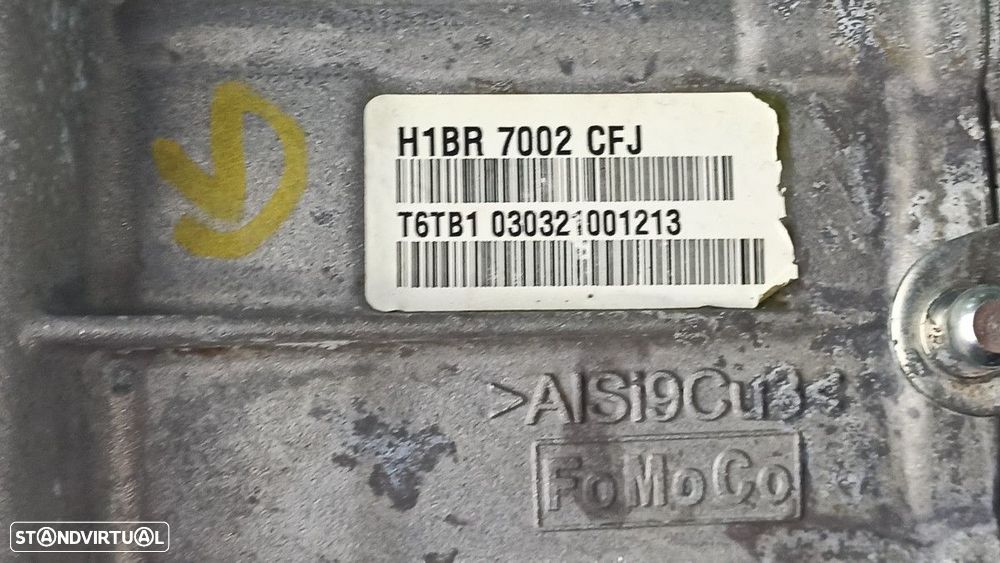 H1BR 7002 CFJ
T6TB1 030321001213
>AlSi9Cu3<
FoMoCo
STANDVIRTUAL